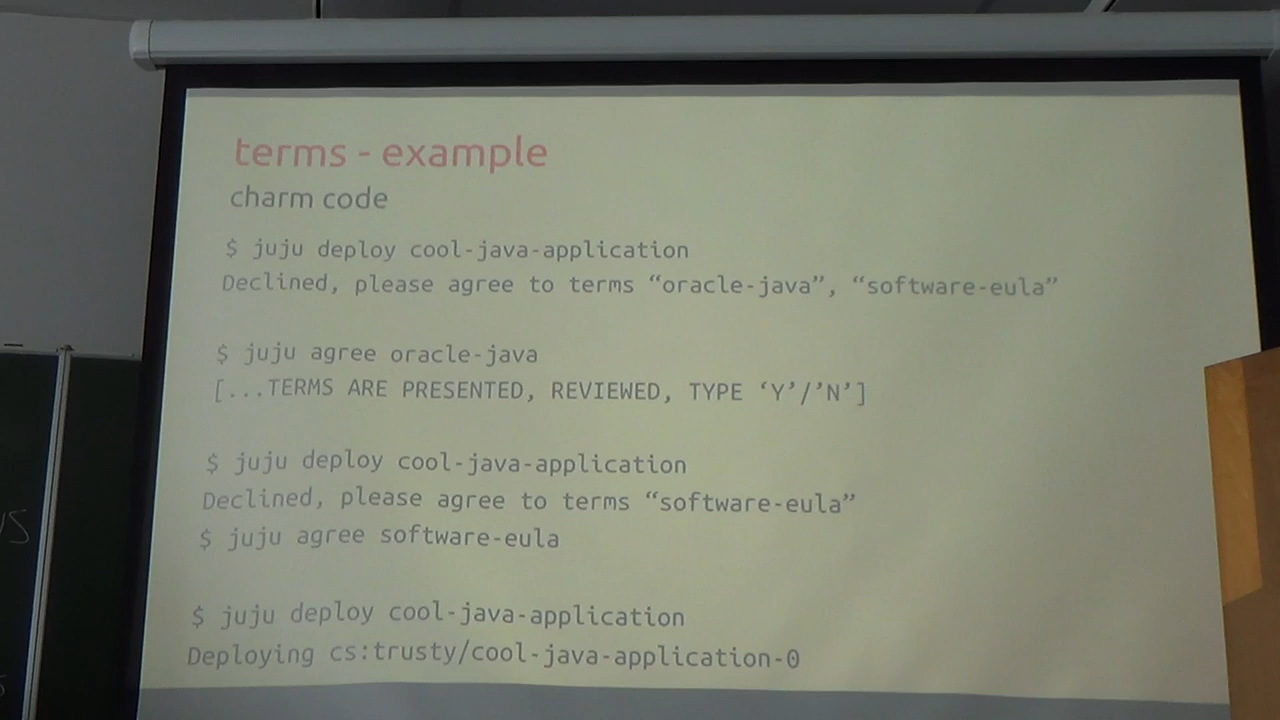 terms - example
charm code
$ juju deploy cool-java-application
Declined, please agree to terms “oracle-java”, “software-eula”
$ juju agree oracle-java
[...TERMS ARE PRESENTED, REVIEWED, TYPE ‘Y’/’N’]
$ juju deploy cool-java-application
Declined, please agree to terms “software-eula”
$ juju agree software-eula
$ juju deploy cool-java-application
Deploying cs:trusty/cool-java-application-0